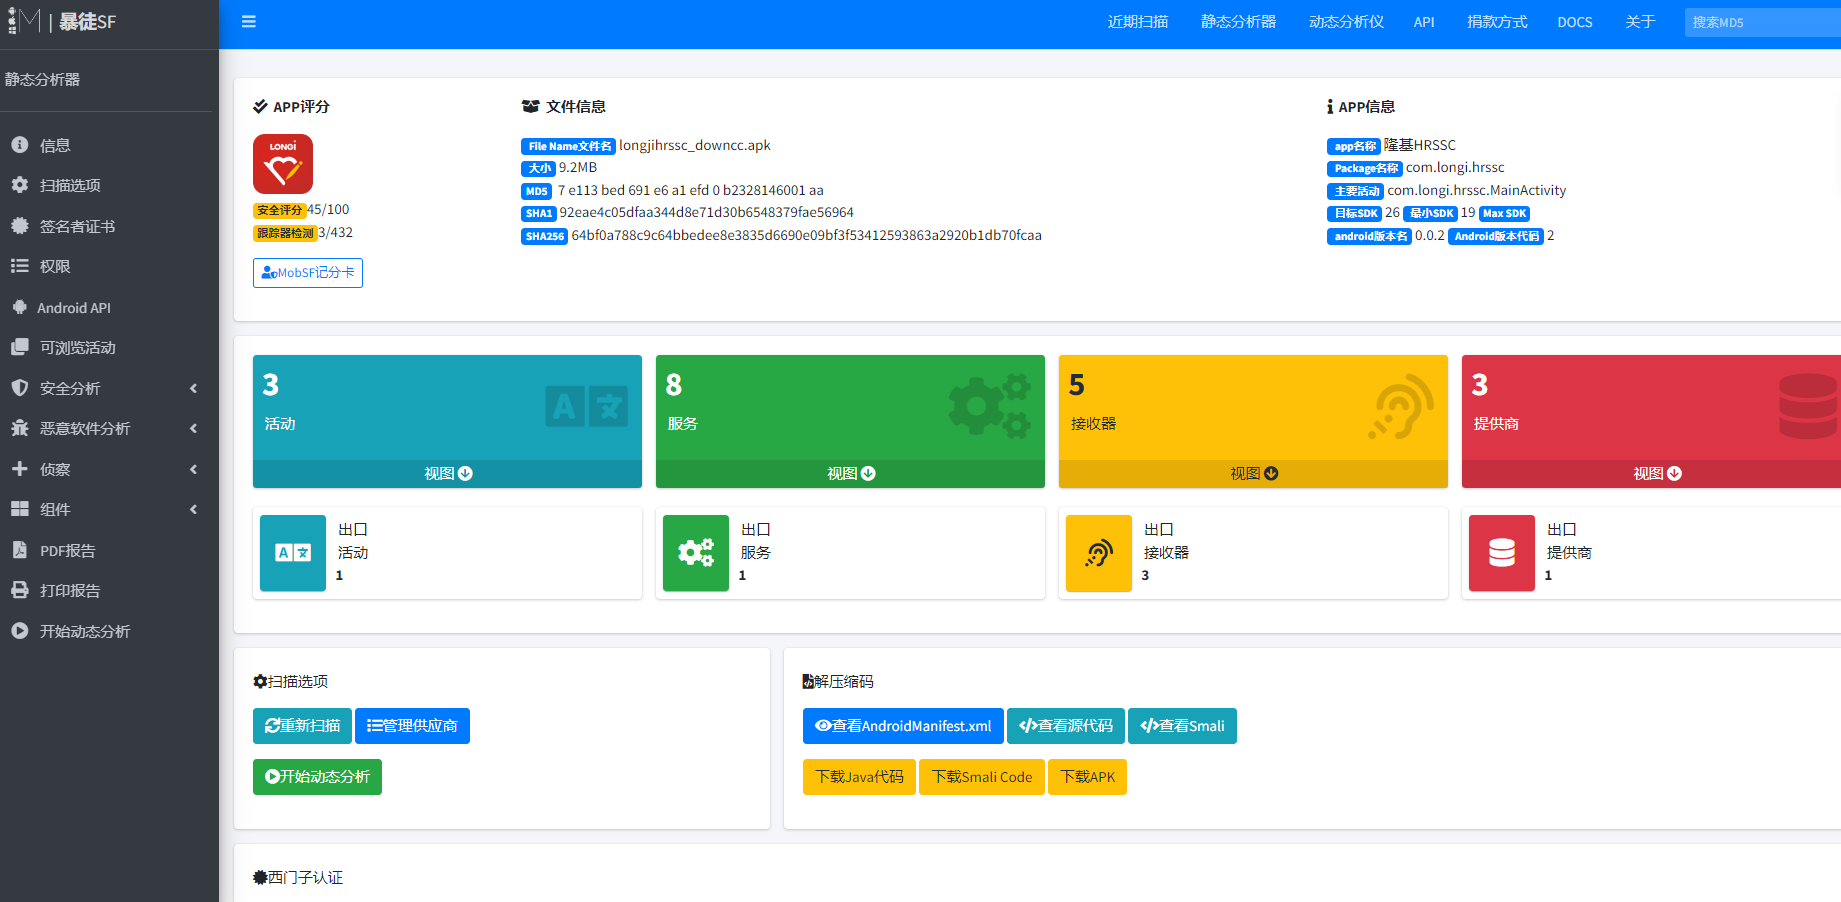 M | 暴徒SF
近期扫描 静态分析器 动态分析仪 API 捐款方式 DOCS 关于 搜索MD5
静态分析器
信息
扫描选项
签名者证书
权限
Android API
可浏览活动
安全分析
恶意软件分析
侦察
组件
PDF报告
打印报告
开始动态分析
APP评分
LONGi
安全评分 45/100
跟踪器检测 3/432
MobSF记分卡
文件信息
File Name文件名 longjihrssc_downcc.apk
大小 9.2MB
MD5 7 e113 bed 691 e6 a1 efd 0 b2328146001 aa
SHA1 92eae4c05dfaa344d8e71d30b6548379fae56964
SHA256 64bf0a788c9c64bbedee8e3835d6690e09bf3f53412593863a2920b1db70fcaa
APP信息
app名称 隆基HRSSC
Package名称 com.longi.hrssc
主要活动 com.longi.hrssc.MainActivity
目标SDK 26 最小SDK 19 Max SDK
android版本名 0.0.2 Android版本代码 2
3
活动
视图
8
服务
视图
5
接收器
视图
3
提供商
视图
出口
活动
1
出口
服务
1
出口
接收器
3
出口
提供商
1
扫描选项
重新扫描 管理供应商
开始动态分析
解压缩码
查看AndroidManifest.xml 查看源代码 查看Smali
下载Java代码 下载Smali Code 下载APK
西门子认证